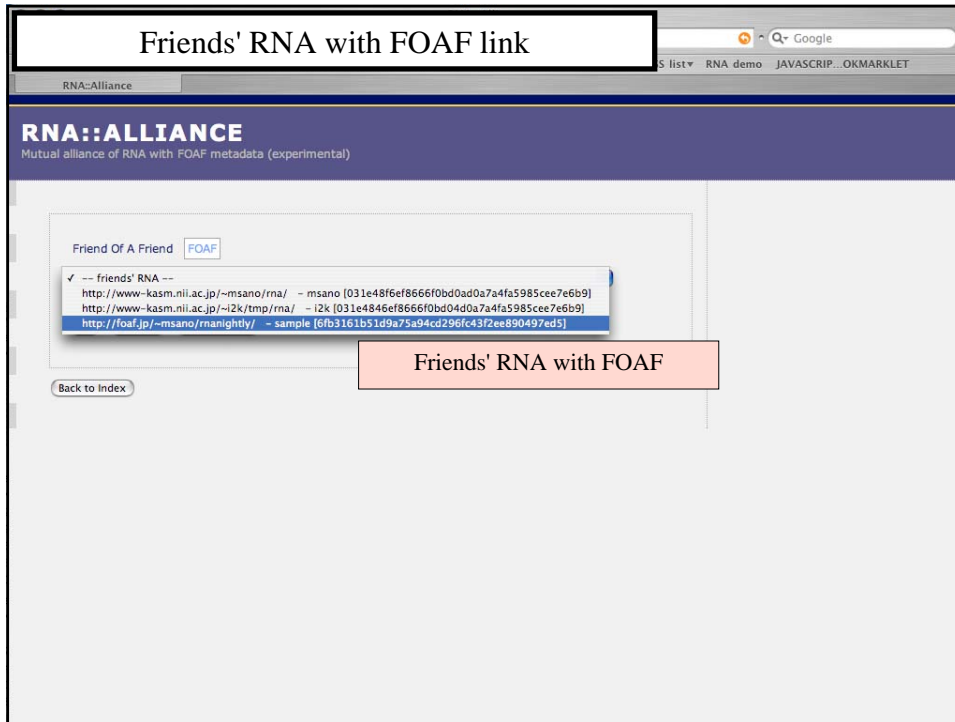 Friends' RNA with FOAF link
Google
S list RNA demo JAVASCRIP...OKMARKLET
RNA::Alliance
RNA::ALLIANCE
Mutual alliance of RNA with FOAF metadata (experimental)
Friend Of A Friend FOAF
✓ -- friends' RNA --
http://www-kasm.nii.ac.jp/~msano/rna/ - msano [031e48f6ef8666f0bd0ad0a7a4fa5985cee7e6b9]
http://www-kasm.nii.ac.jp/~i2k/tmp/rna/ - i2k [031e4846ef8666f0bd04d0a7a4fa5985cee7e6b9]
http://foaf.jp/~msano/rnanightly/ - sample [6fb3161b51d9a75a94cd296fc43f2ee890497ed5]
Friends' RNA with FOAF
Back to Index